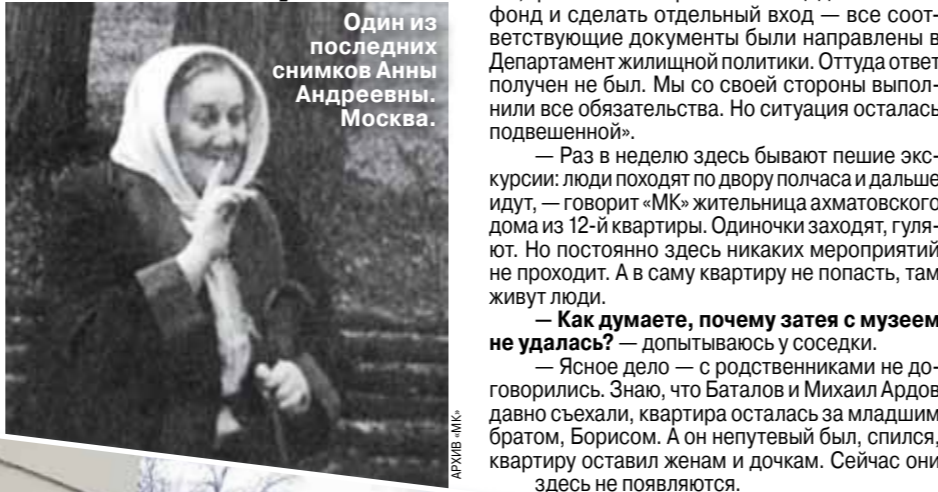 Один из
последних
снимков Анны
Андреевны.
Москва.
АРХИВ «МК»
фонд и сделать отдельный вход — все соот-
ветствующие документы были направлены в
Департамент жилищной политики. Оттуда ответ
получен не был. Мы со своей стороны выпол-
нили все обязательства. Но ситуация осталась
подвешенной».
— Раз в неделю здесь бывают пешие экс-
курсии: люди походят по двору полчаса и дальше
идут, — говорит «МК» жительница ахматовского
дома из 12-й квартиры. Одиночки заходят, гуля-
ют. Но постоянно здесь никаких мероприятий
не проходит. А в саму квартиру не попасть, там
живут люди.
— Как думаете, почему затея с музеем
не удалась? — допытываюсь у соседки.
— Ясное дело — с родственниками не до-
говорились. Знаю, что Баталов и Михаил Ардов
давно съехали, квартира осталась за младшим
братом, Борисом. А он непутевый был, спился,
квартиру оставил женам и дочкам. Сейчас они
здесь не появляются.